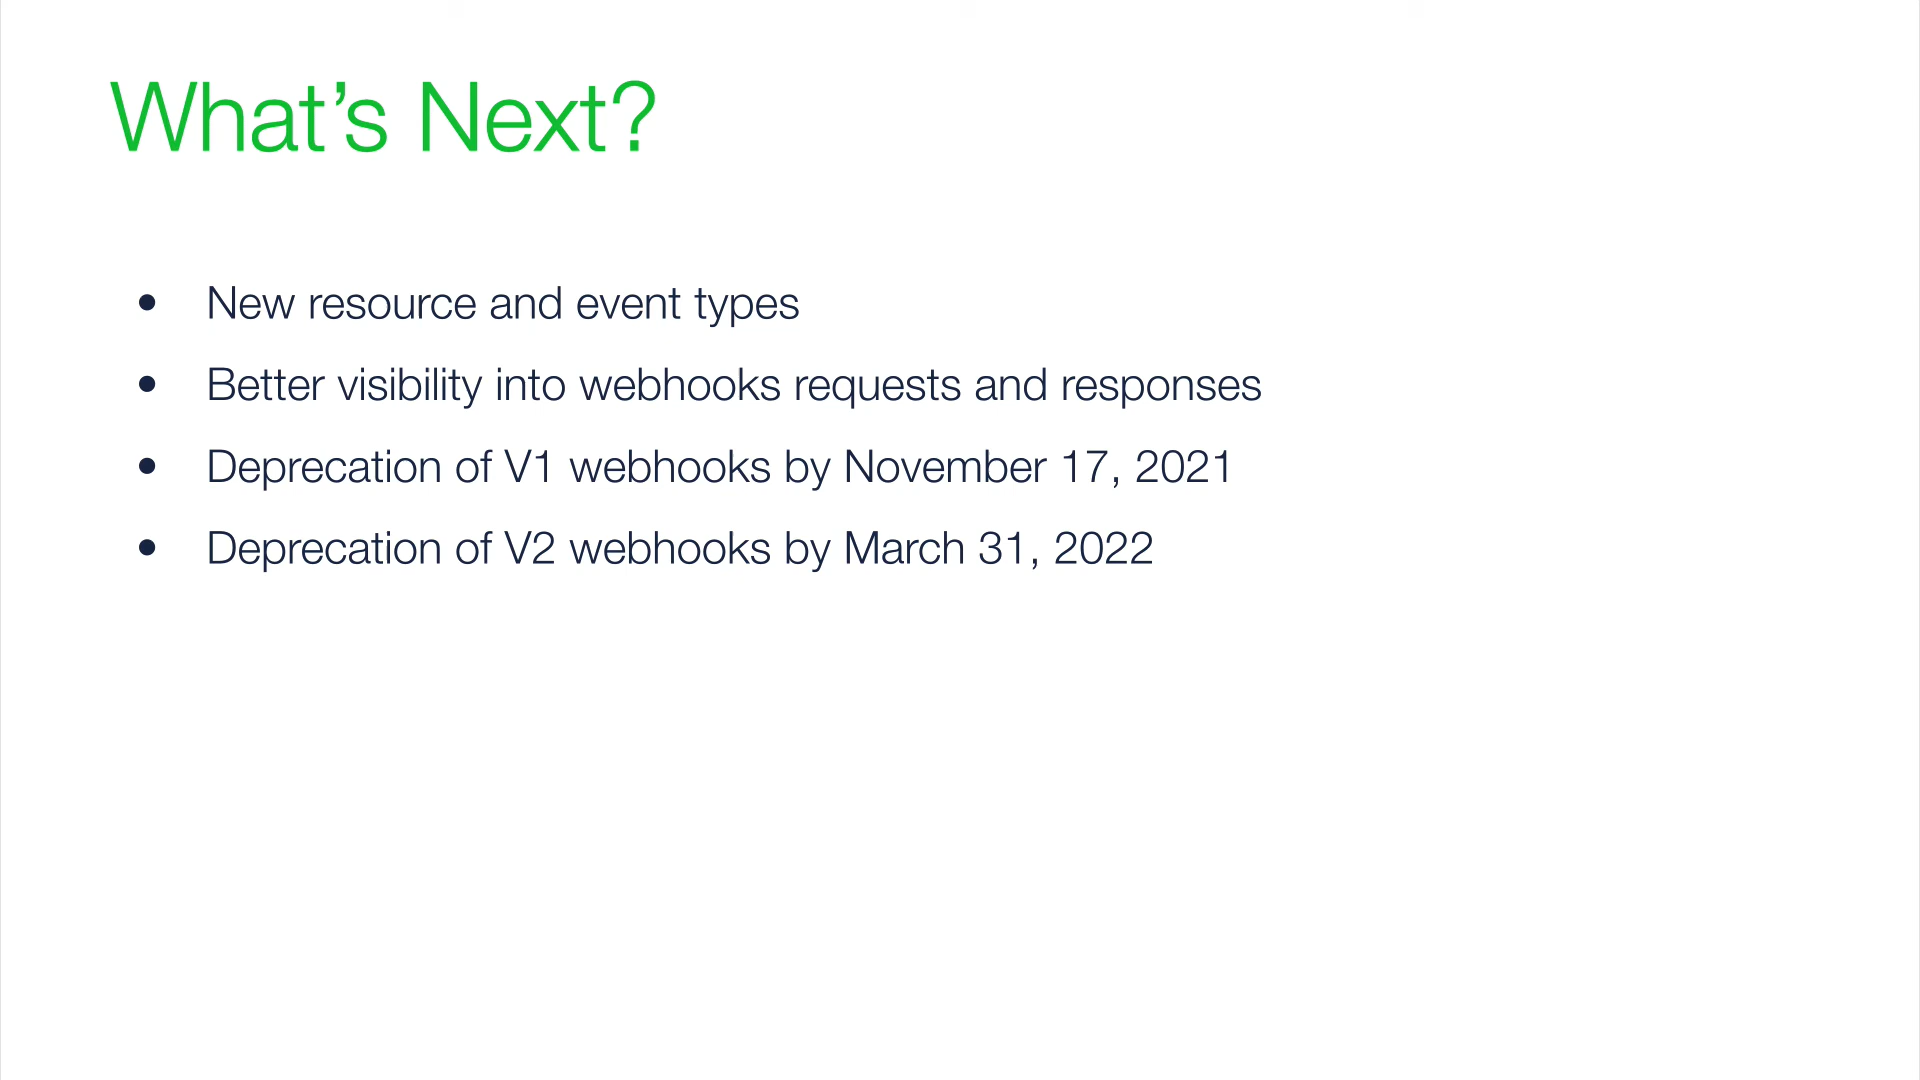 What’s Next?
• New resource and event types
• Better visibility into webhooks requests and responses
• Deprecation of V1 webhooks by November 17, 2021
• Deprecation of V2 webhooks by March 31, 2022